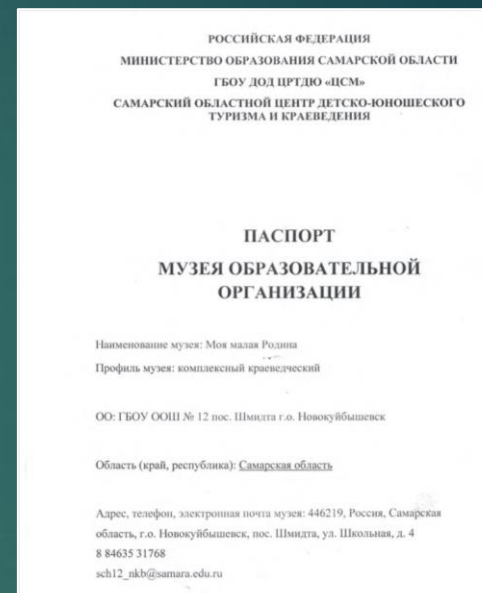 РОССИЙСКАЯ ФЕДЕРАЦИЯ
МИНИСТЕРСТВО ОБРАЗОВАНИЯ САМАРСКОЙ ОБЛАСТИ
ГБОУ ДОД ЦРТДЮ «ЦСМ»
САМАРСКИЙ ОБЛАСТНОЙ ЦЕНТР ДЕТСКО-ЮНОШЕСКОГО
ТУРИЗМА И КРАЕВЕДЕНИЯ
ПАСПОРТ
МУЗЕЯ ОБРАЗОВАТЕЛЬНОЙ
ОРГАНИЗАЦИИ
Наименование музея: Моя малая Родина
Профиль музея: комплексный краеведческий
ОО: ГБОУ ООШ № 12 пос. Шмидта г.о. Новокуйбышевск
Область (край, республика): Самарская область
Адрес, телефон, электронная почта музея: 446219, Россия, Самарская
область, г.о. Новокуйбышевск, пос. Шмидта, ул. Школьная, д. 4
8 84635 31768
sch12_nkb@samara.edu.ru